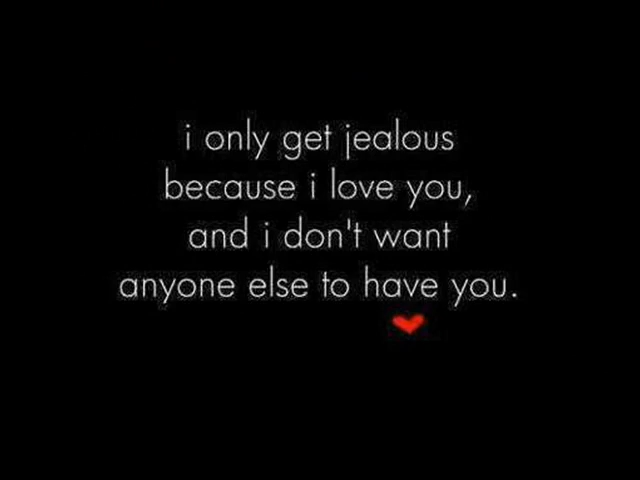 i only get jealous
because i love you,
and i don't want
anyone else to have you.